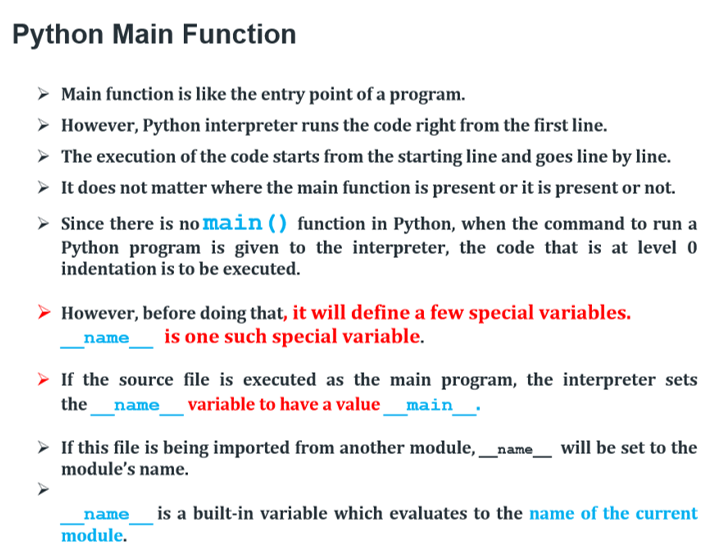 Python Main Function
➢ Main function is like the entry point of a program.
➢ However, Python interpreter runs the code right from the first line.
➢ The execution of the code starts from the starting line and goes line by line.
➢ It does not matter where the main function is present or it is present or not.
➢ Since there is no main() function in Python, when the command to run a
Python program is given to the interpreter, the code that is at level 0
indentation is to be executed.
➢ However, before doing that, it will define a few special variables.
__name__ is one such special variable.
➢ If the source file is executed as the main program, the interpreter sets
the __name__ variable to have a value __main__.
➢ If this file is being imported from another module, __name__ will be set to the
module's name.
➢
__name__ is a built-in variable which evaluates to the name of the current
module.